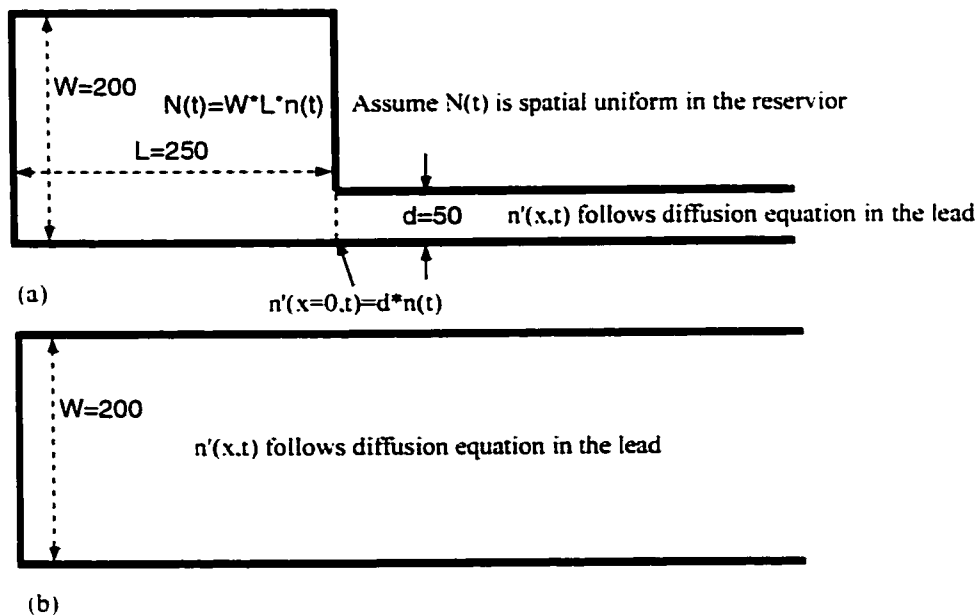 W=200
N(t)=W*L*n(t)
Assume N(t) is spatial uniform in the reservior
L=250
d=50
n'(x,t) follows diffusion equation in the lead
n'(x=0,t)=d*n(t)
(a)
W=200
n'(x,t) follows diffusion equation in the lead
(b)